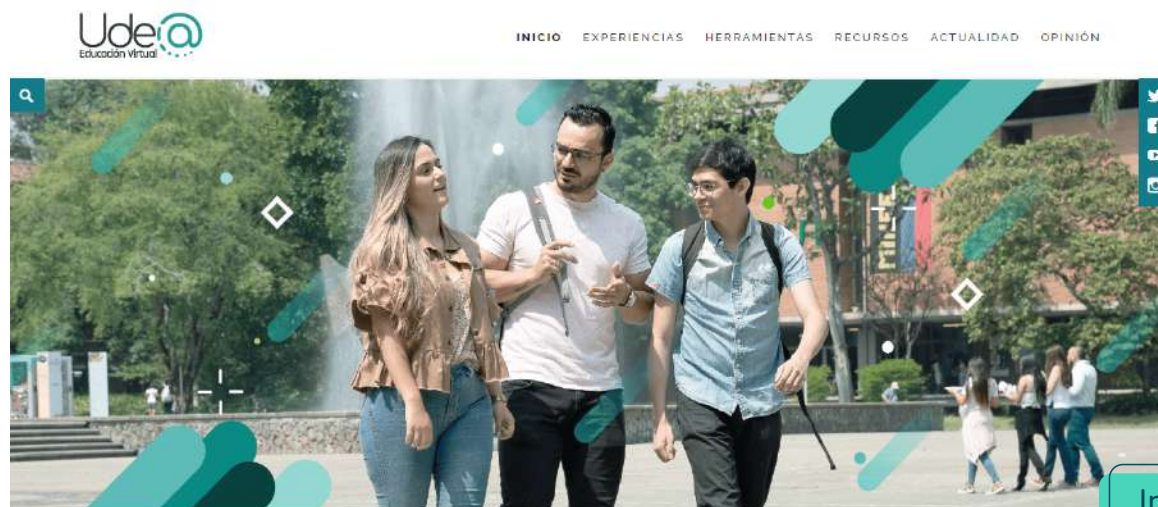 Ude@
Educación Virtual
INICIO EXPERIENCIAS HERRAMIENTAS RECURSOS ACTUALIDAD OPINIÓN